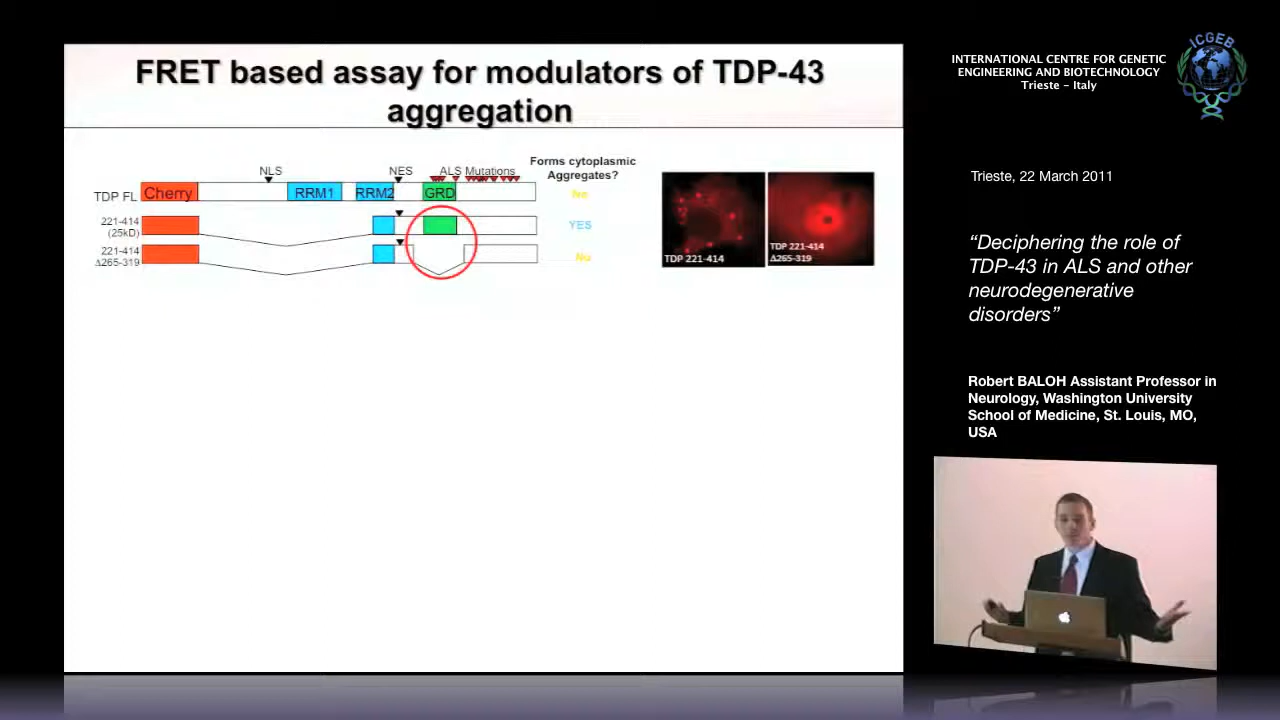 FRET based assay for modulators of TDP-43
aggregation
NLS
NES
ALS Mutations
Forms cytoplasmic
Aggregates?
TDP FL
Cherry
RRM1
RRM2
GRD
No
221-414
(25kD)
YES
221-414
Δ265-319
No
TDP 221-414
TDP 221-414
Δ265-319
INTERNATIONAL CENTRE FOR GENETIC
ENGINEERING AND BIOTECHNOLOGY
Trieste - Italy
ICGEB
Trieste, 22 March 2011
“Deciphering the role of
TDP-43 in ALS and other
neurodegenerative
disorders”
Robert BALOH Assistant Professor in
Neurology, Washington University
School of Medicine, St. Louis, MO,
USA